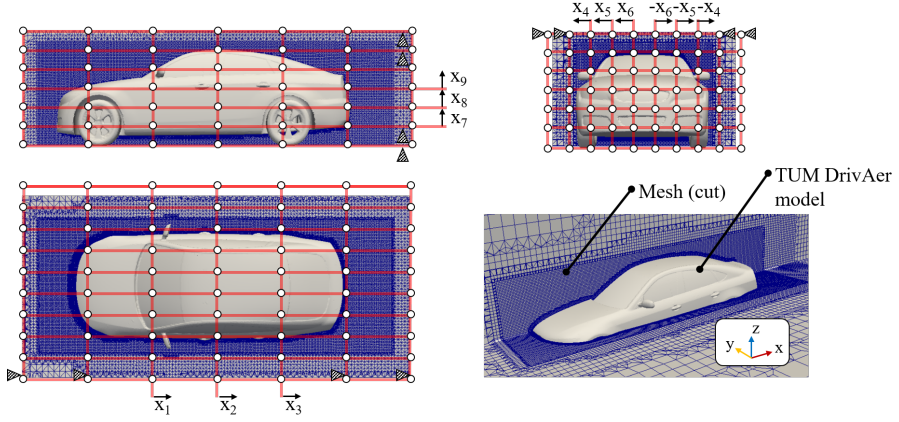 x₄ x₅ x₆ -x₆ -x₅ -x₄
x₉
x₈
x₇
TUM DrivAer
model
Mesh (cut)
z
y x
x₁ x₂ x₃